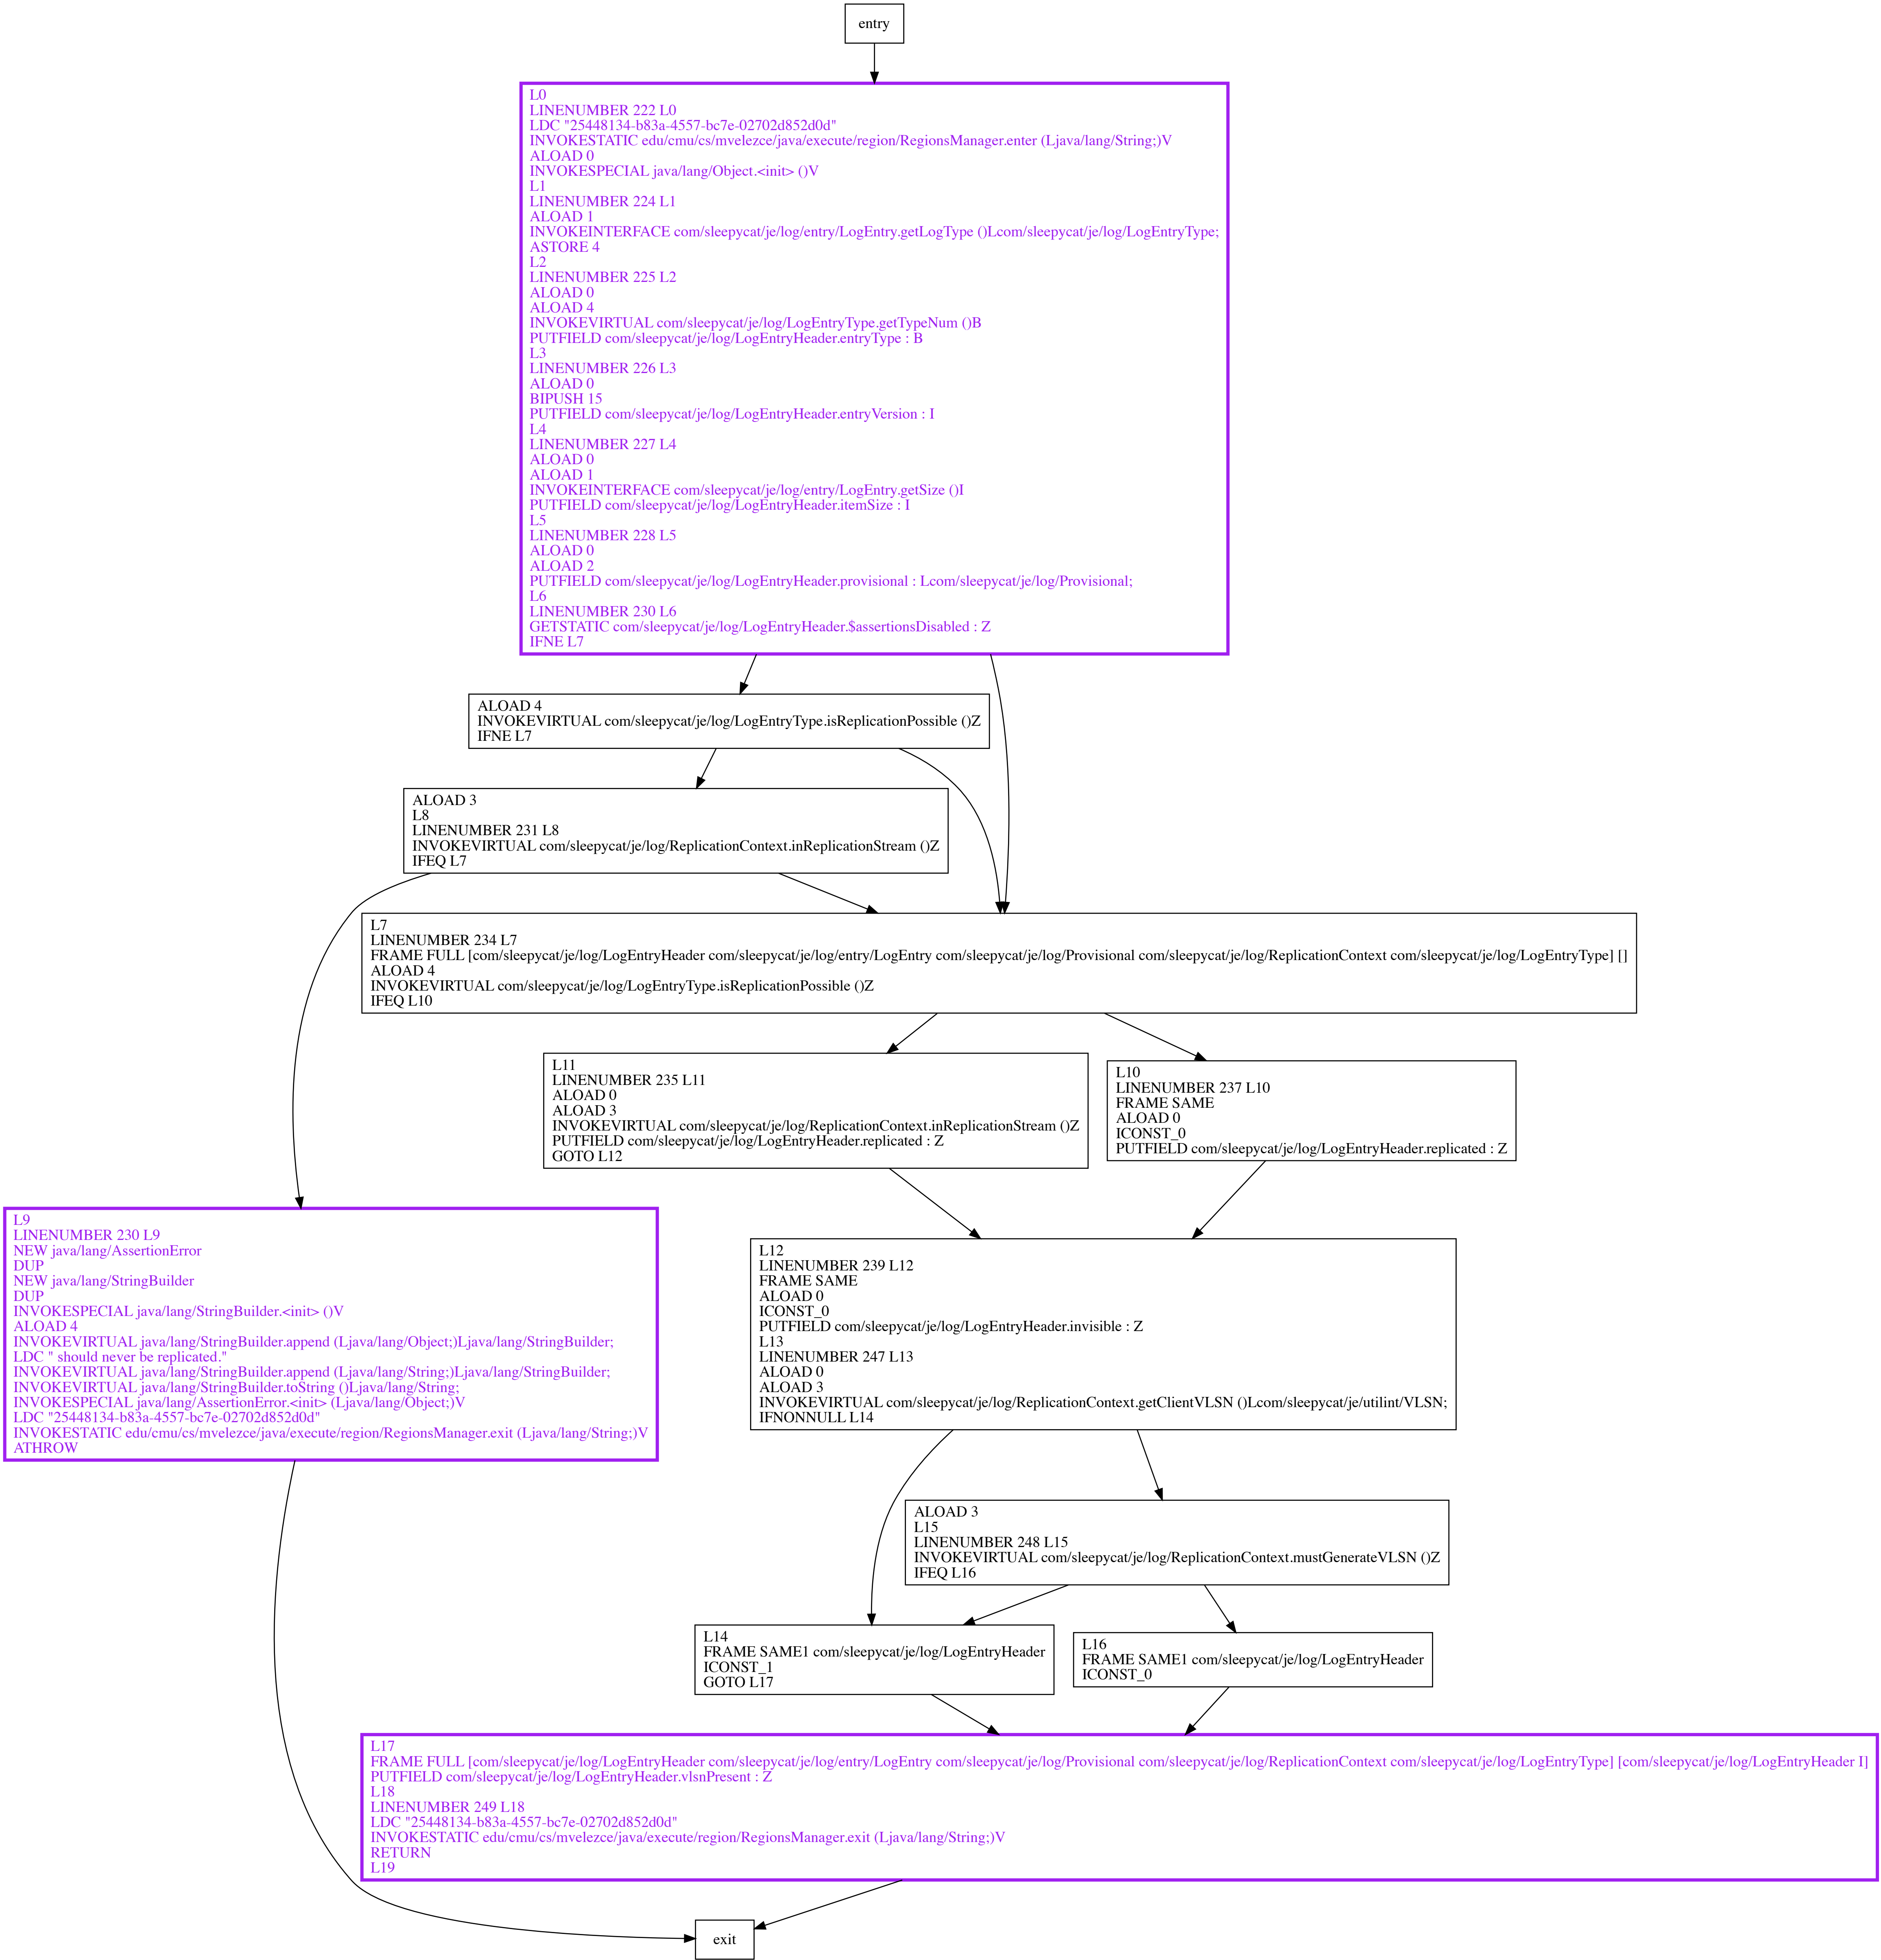 entry
L0
LINENUMBER 222 L0
LDC "25448134-b83a-4557-bc7e-02702d852d0d"
INVOKESTATIC edu/cmu/cs/mvelezce/java/execute/region/RegionsManager.enter (Ljava/lang/String;)V
ALOAD 0
INVOKESPECIAL java/lang/Object.<init> ()V
L1
LINENUMBER 224 L1
ALOAD 1
INVOKEINTERFACE com/sleepycat/je/log/entry/LogEntry.getLogType ()Lcom/sleepycat/je/log/LogEntryType;
ASTORE 4
L2
LINENUMBER 225 L2
ALOAD 0
ALOAD 4
INVOKEVIRTUAL com/sleepycat/je/log/LogEntryType.getTypeNum ()B
PUTFIELD com/sleepycat/je/log/LogEntryHeader.entryType : B
L3
LINENUMBER 226 L3
ALOAD 0
BIPUSH 15
PUTFIELD com/sleepycat/je/log/LogEntryHeader.entryVersion : I
L4
LINENUMBER 227 L4
ALOAD 0
ALOAD 1
INVOKEINTERFACE com/sleepycat/je/log/entry/LogEntry.getSize ()I
PUTFIELD com/sleepycat/je/log/LogEntryHeader.itemSize : I
L5
LINENUMBER 228 L5
ALOAD 0
ALOAD 2
PUTFIELD com/sleepycat/je/log/LogEntryHeader.provisional : Lcom/sleepycat/je/log/Provisional;
L6
LINENUMBER 230 L6
GETSTATIC com/sleepycat/je/log/LogEntryHeader.$assertionsDisabled : Z
IFNE L7
ALOAD 4
INVOKEVIRTUAL com/sleepycat/je/log/LogEntryType.isReplicationPossible ()Z
IFNE L7
ALOAD 3
L8
LINENUMBER 231 L8
INVOKEVIRTUAL com/sleepycat/je/log/ReplicationContext.inReplicationStream ()Z
IFEQ L7
L7
LINENUMBER 234 L7
FRAME FULL [com/sleepycat/je/log/LogEntryHeader com/sleepycat/je/log/entry/LogEntry com/sleepycat/je/log/Provisional com/sleepycat/je/log/ReplicationContext com/sleepycat/je/log/LogEntryType] []
ALOAD 4
INVOKEVIRTUAL com/sleepycat/je/log/LogEntryType.isReplicationPossible ()Z
IFEQ L10
L11
LINENUMBER 235 L11
ALOAD 0
ALOAD 3
INVOKEVIRTUAL com/sleepycat/je/log/ReplicationContext.inReplicationStream ()Z
PUTFIELD com/sleepycat/je/log/LogEntryHeader.replicated : Z
GOTO L12
L10
LINENUMBER 237 L10
FRAME SAME
ALOAD 0
ICONST_0
PUTFIELD com/sleepycat/je/log/LogEntryHeader.replicated : Z
L9
LINENUMBER 230 L9
NEW java/lang/AssertionError
DUP
NEW java/lang/StringBuilder
DUP
INVOKESPECIAL java/lang/StringBuilder.<init> ()V
ALOAD 4
INVOKEVIRTUAL java/lang/StringBuilder.append (Ljava/lang/Object;)Ljava/lang/StringBuilder;
LDC " should never be replicated."
INVOKEVIRTUAL java/lang/StringBuilder.append (Ljava/lang/String;)Ljava/lang/StringBuilder;
INVOKEVIRTUAL java/lang/StringBuilder.toString ()Ljava/lang/String;
INVOKESPECIAL java/lang/AssertionError.<init> (Ljava/lang/Object;)V
LDC "25448134-b83a-4557-bc7e-02702d852d0d"
INVOKESTATIC edu/cmu/cs/mvelezce/java/execute/region/RegionsManager.exit (Ljava/lang/String;)V
ATHROW
L12
LINENUMBER 239 L12
FRAME SAME
ALOAD 0
ICONST_0
PUTFIELD com/sleepycat/je/log/LogEntryHeader.invisible : Z
L13
LINENUMBER 247 L13
ALOAD 0
ALOAD 3
INVOKEVIRTUAL com/sleepycat/je/log/ReplicationContext.getClientVLSN ()Lcom/sleepycat/je/utilint/VLSN;
IFNONNULL L14
ALOAD 3
L15
LINENUMBER 248 L15
INVOKEVIRTUAL com/sleepycat/je/log/ReplicationContext.mustGenerateVLSN ()Z
IFEQ L16
L14
FRAME SAME1 com/sleepycat/je/log/LogEntryHeader
ICONST_1
GOTO L17
L16
FRAME SAME1 com/sleepycat/je/log/LogEntryHeader
ICONST_0
L17
FRAME FULL [com/sleepycat/je/log/LogEntryHeader com/sleepycat/je/log/entry/LogEntry com/sleepycat/je/log/Provisional com/sleepycat/je/log/ReplicationContext com/sleepycat/je/log/LogEntryType] [com/sleepycat/je/log/LogEntryHeader I]
PUTFIELD com/sleepycat/je/log/LogEntryHeader.vlsnPresent : Z
L18
LINENUMBER 249 L18
LDC "25448134-b83a-4557-bc7e-02702d852d0d"
INVOKESTATIC edu/cmu/cs/mvelezce/java/execute/region/RegionsManager.exit (Ljava/lang/String;)V
RETURN
L19
exit